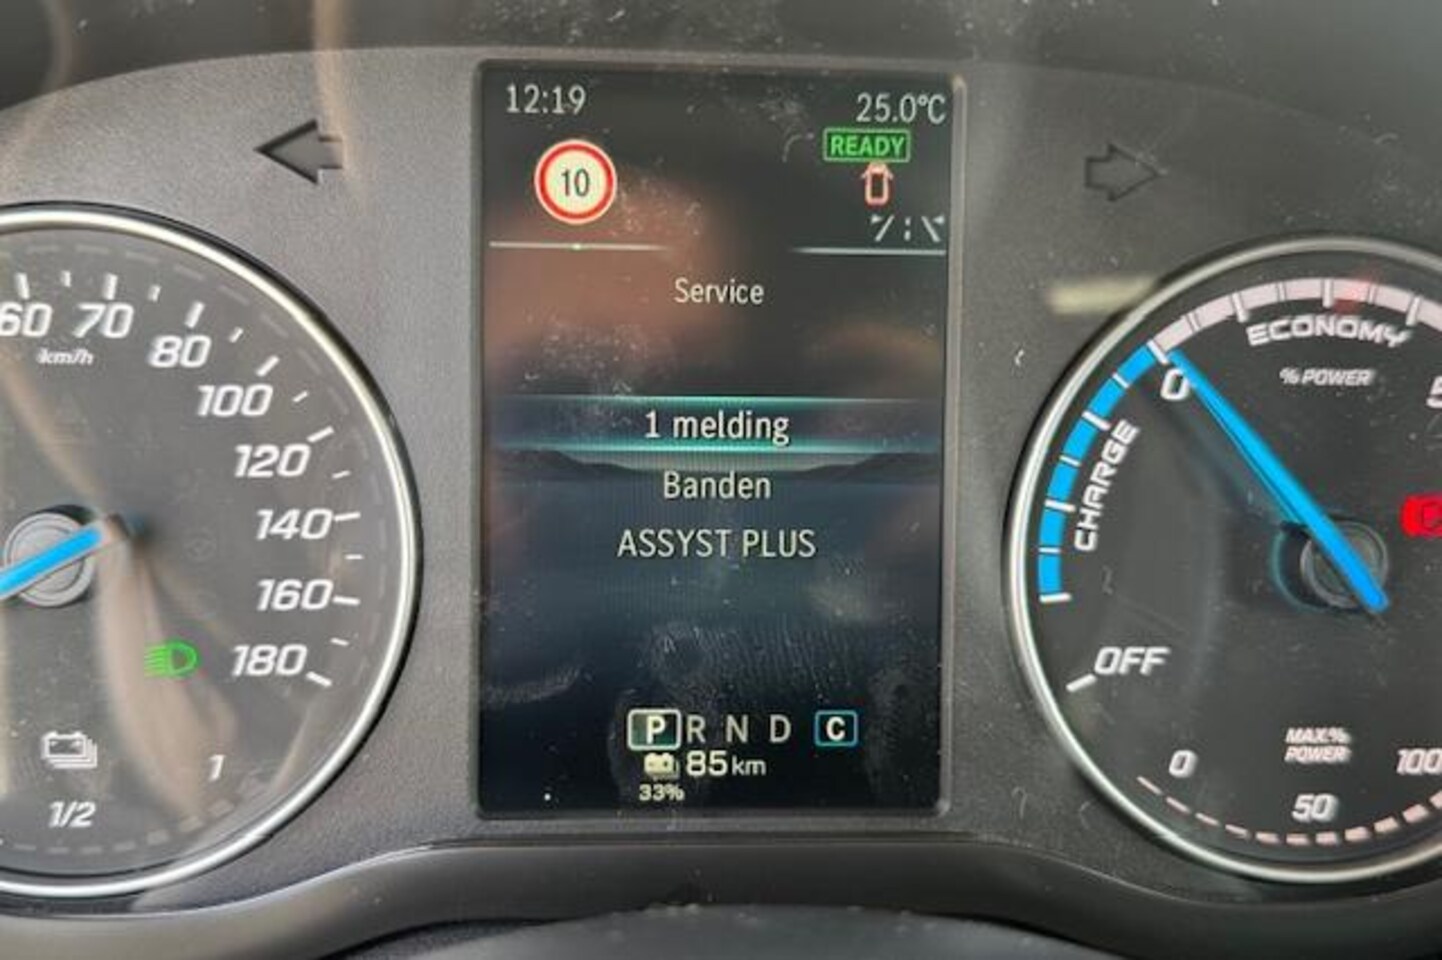 12:19
25.0°C
READY
10
Service
1 melding
Banden
ASSYST PLUS
P R N D C
85 km
33%
60 70 80 100 120 140 160 180
km/h
1/2
1
ECONOMY
% POWER
0
CHARGE
OFF
MAX.%
POWER
0 50 100